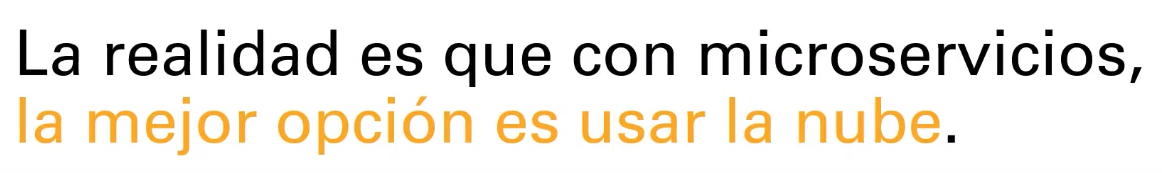 La realidad es que con microservicios,
la mejor opción es usar la nube.